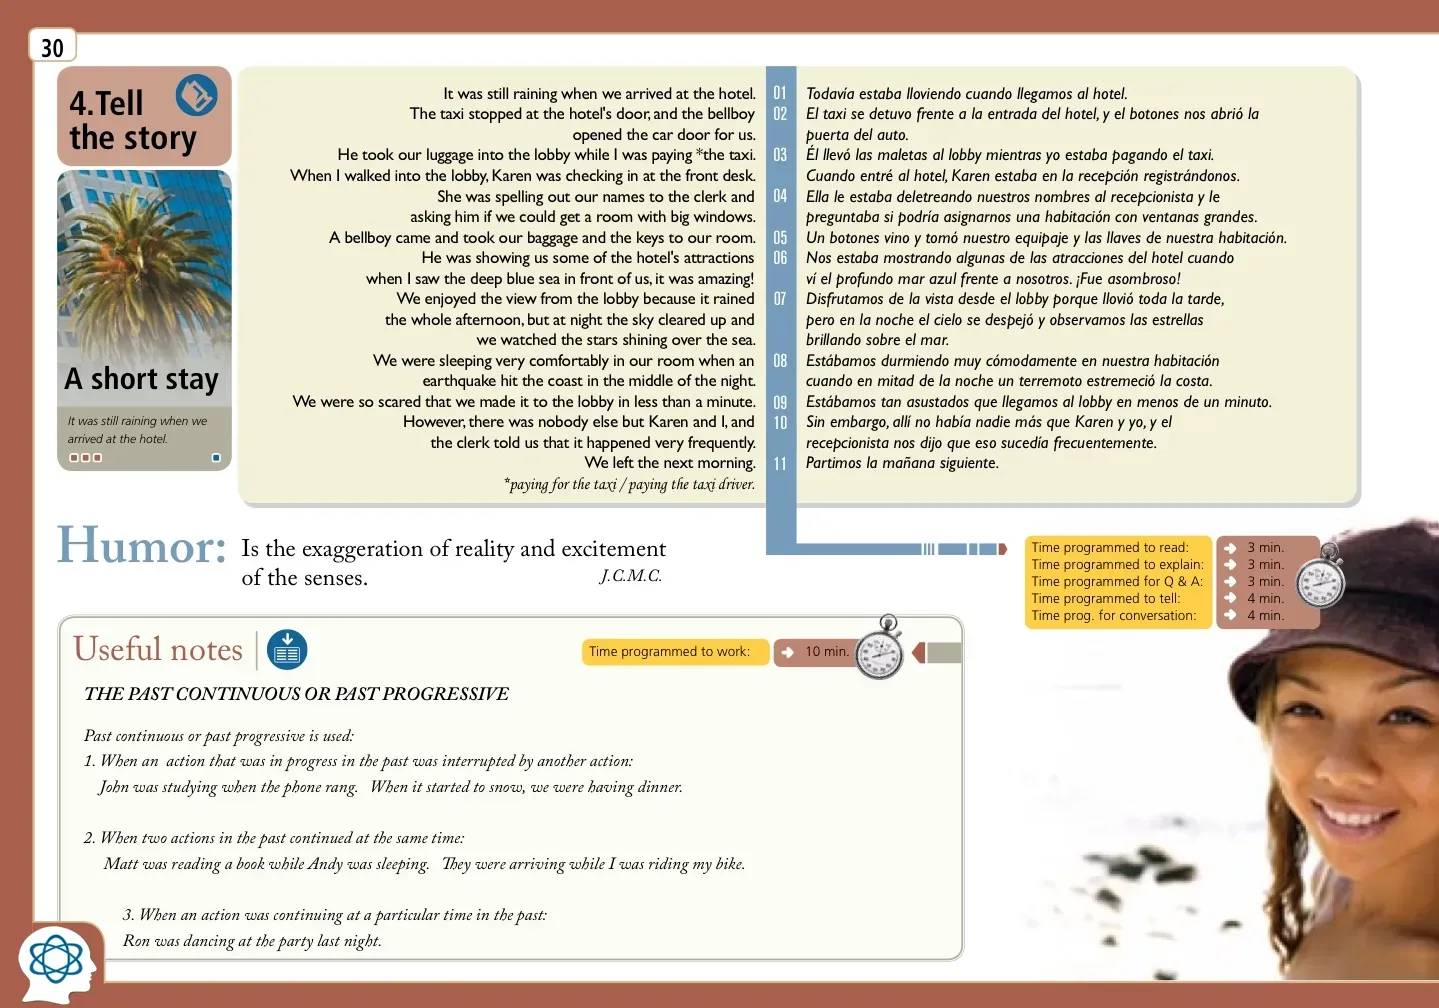 30
4.Tell
the story
A short stay
It was still raining when we
arrived at the hotel.
It was still raining when we arrived at the hotel.
The taxi stopped at the hotel's door, and the bellboy
opened the car door for us.
He took our luggage into the lobby while I was paying *the taxi.
When I walked into the lobby, Karen was checking in at the front desk.
She was spelling out our names to the clerk and
asking him if we could get a room with big windows.
A bellboy came and took our baggage and the keys to our room.
He was showing us some of the hotel's attractions
when I saw the deep blue sea in front of us, it was amazing!
We enjoyed the view from the lobby because it rained
the whole afternoon, but at night the sky cleared up and
we watched the stars shining over the sea.
We were sleeping very comfortably in our room when an
earthquake hit the coast in the middle of the night.
We were so scared that we made it to the lobby in less than a minute.
However, there was nobody else but Karen and I, and
the clerk told us that it happened very frequently.
We left the next morning.
*paying for the taxi / paying the taxi driver.
01 Todavía estaba lloviendo cuando llegamos al hotel.
02 El taxi se detuvo frente a la entrada del hotel, y el botones nos abrió la
puerta del auto.
03 Él llevó las maletas al lobby mientras yo estaba pagando el taxi.
Cuando entré al hotel, Karen estaba en la recepción registrándonos.
04 Ella le estaba deletreando nuestros nombres al recepcionista y le
preguntaba si podría asignarnos una habitación con ventanas grandes.
05 Un botones vino y tomó nuestro equipaje y las llaves de nuestra habitación.
06 Nos estaba mostrando algunas de las atracciones del hotel cuando
ví el profundo mar azul frente a nosotros. ¡Fue asombroso!
07 Disfrutamos de la vista desde el lobby porque llovió toda la tarde,
pero en la noche el cielo se despejó y observamos las estrellas
brillando sobre el mar.
08 Estábamos durmiendo muy cómodamente en nuestra habitación
cuando en mitad de la noche un terremoto estremeció la costa.
09 Estábamos tan asustados que llegamos al lobby en menos de un minuto.
10 Sin embargo, allí no había nadie más que Karen y yo, y el
recepcionista nos dijo que eso sucedía frecuentemente.
11 Partimos la mañana siguiente.
Humor: Is the exaggeration of reality and excitement
of the senses. J.C.M.C.
Time programmed to read: 3 min.
Time programmed to explain: 3 min.
Time programmed for Q & A: 3 min.
Time programmed to tell: 4 min.
Time prog. for conversation: 4 min.
Useful notes
Time programmed to work: 10 min.
THE PAST CONTINUOUS OR PAST PROGRESSIVE
Past continuous or past progressive is used:
1. When an action that was in progress in the past was interrupted by another action:
John was studying when the phone rang. When it started to snow, we were having dinner.
2. When two actions in the past continued at the same time:
Matt was reading a book while Andy was sleeping. They were arriving while I was riding my bike.
3. When an action was continuing at a particular time in the past:
Ron was dancing at the party last night.